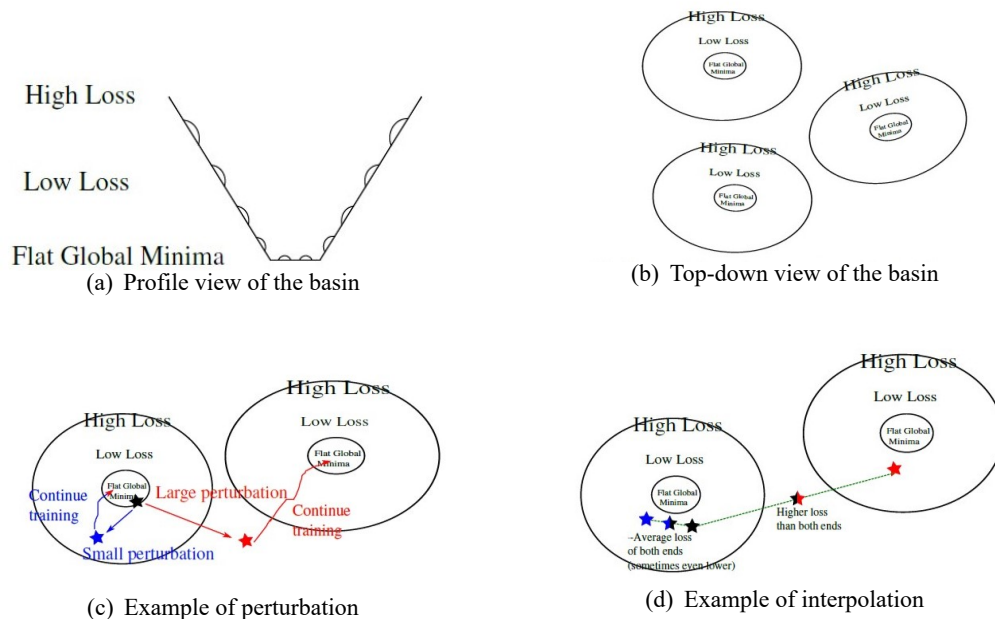 High Loss
Low Loss
Flat Global Minima
(a) Profile view of the basin
High Loss
Low Loss
Flat Global
Minima
High Loss
Low Loss
Flat Global
Minima
High Loss
Low Loss
Flat Global
Minima
(b) Top-down view of the basin
High Loss
Low Loss
Flat Global
Minima
High Loss
Low Loss
Flat Global
Minima
Continue
training
Large perturbation
Continue
training
Small perturbation
(c) Example of perturbation
High Loss
Low Loss
Flat Global
Minima
High Loss
Low Loss
Flat Global
Minima
~Average loss
of both ends
(sometimes even lower)
Higher loss
than both ends
(d) Example of interpolation